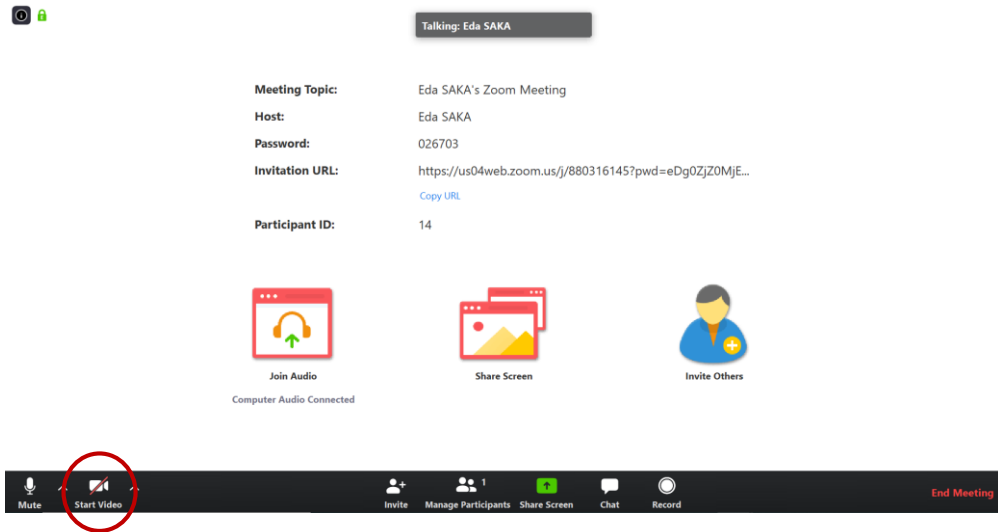 Talking: Eda SAKA
Meeting Topic: Eda SAKA's Zoom Meeting
Host: Eda SAKA
Password: 026703
Invitation URL: https://us04web.zoom.us/j/880316145?pwd=eDg0ZjZ0MjE...
Copy URL
Participant ID: 14
Join Audio Share Screen Invite Others
Computer Audio Connected
1
Mute Start Video Invite Manage Participants Share Screen Chat Record End Meeting